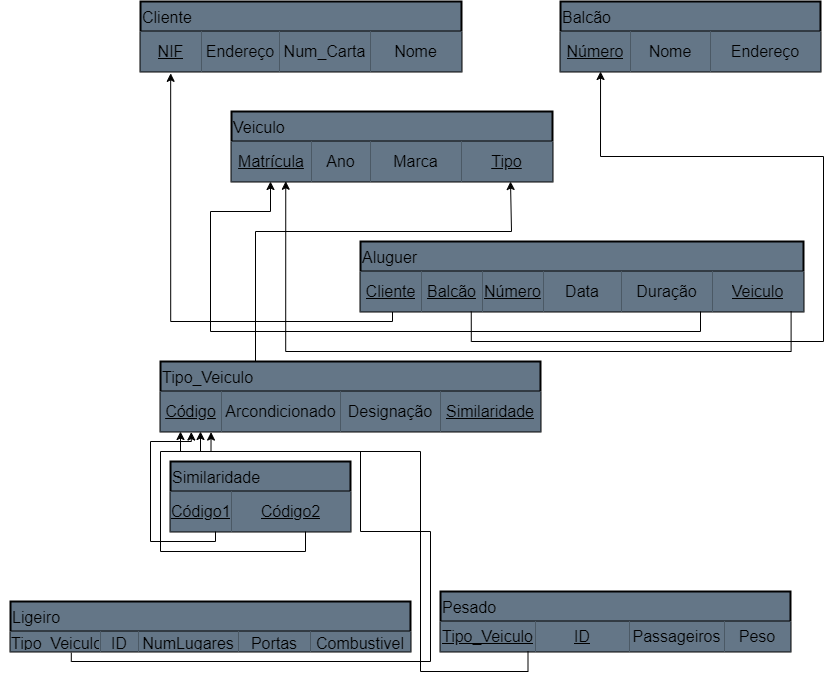 Cliente
NIF Endereço Num_Carta Nome
Balcão
Número Nome Endereço
Veiculo
Matrícula Ano Marca Tipo
Aluguer
Cliente Balcão Número Data Duração Veiculo
Tipo_Veiculo
Código Arcondicionado Designação Similaridade
Similaridade
Código1 Código2
Ligeiro
Tipo_Veiculo ID NumLugares Portas Combustivel
Pesado
Tipo_Veiculo ID Passageiros Peso